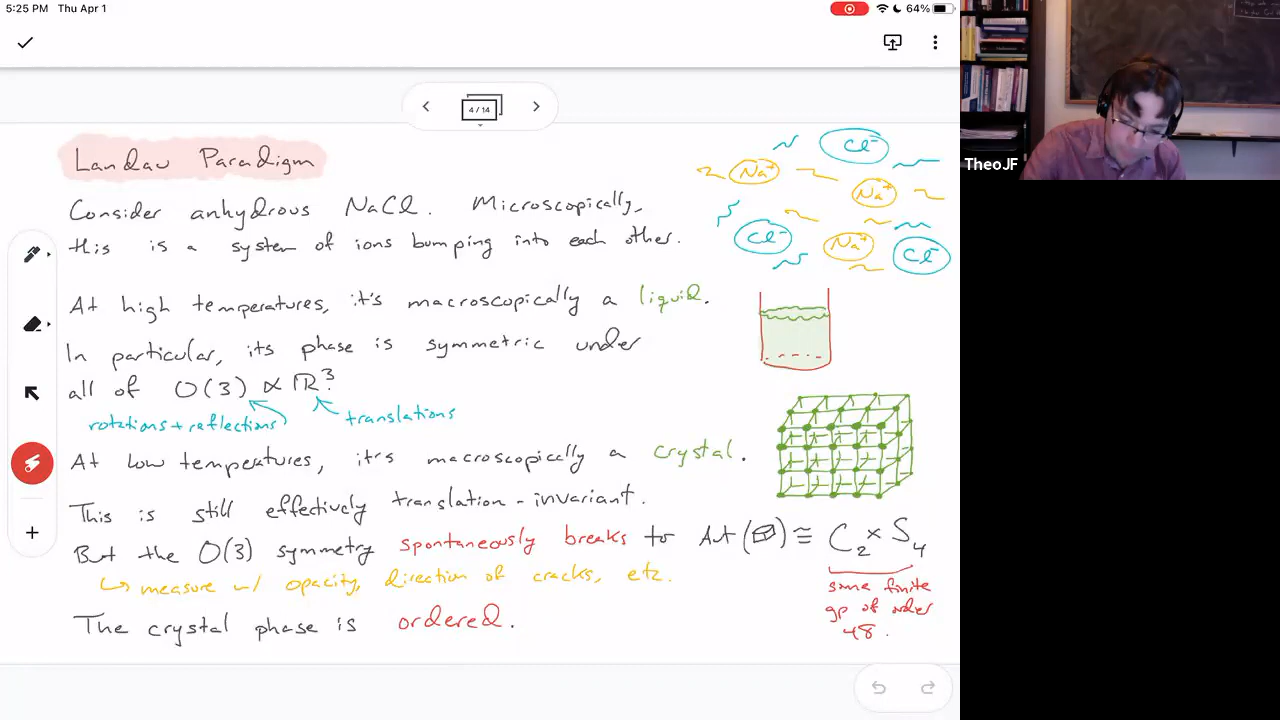 5:25 PM Thu Apr 1
64%
4 / 14
TheoJF
Landau Paradigm
Consider anhydrous NaCl. Microscopically,
this is a system of ions bumping into each other.
Cl⁻
Na⁺
Na⁺
Cl⁻
Na⁺
Cl⁻
At high temperatures, it's macroscopically a liquid.
In particular, its phase is symmetric under
all of O(3) ⋉ ℝ³
rotations + reflections
translations
At low temperatures, it's macroscopically a crystal.
This is still effectively translation-invariant.
But the O(3) symmetry spontaneously breaks to Aut( ) ≅ C₂ × S₄
↳ measure w/ opacity, direction of cracks, etc.
some finite
gp of order
48.
The crystal phase is ordered.